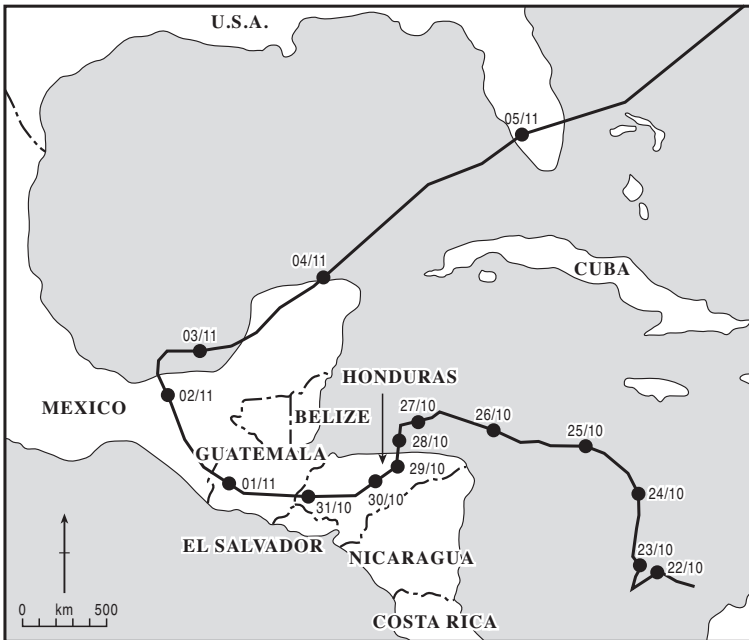 U.S.A.
05/11
04/11
CUBA
03/11
HONDURAS
02/11
MEXICO
BELIZE
27/10
26/10
28/10
25/10
GUATEMALA
29/10
01/11
30/10
24/10
31/10
EL SALVADOR
NICARAGUA
23/10
22/10
0 km 500
COSTA RICA